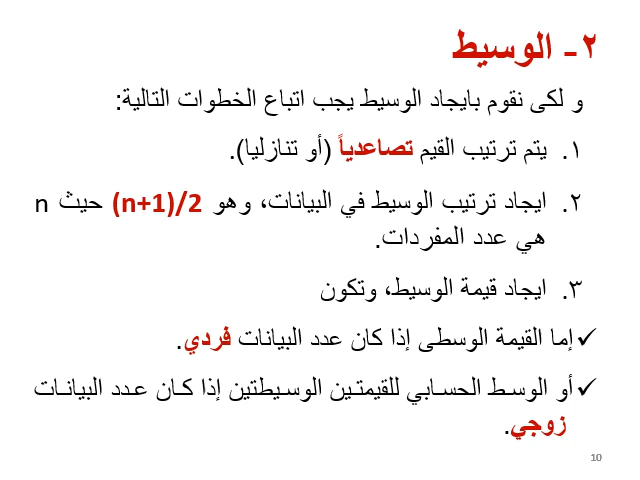 ٢- الوسيط
و لكى نقوم بايجاد الوسيط يجب اتباع الخطوات التالية:
١. يتم ترتيب القيم تصاعدياً (أو تنازليا).
٢. ايجاد ترتيب الوسيط في البيانات، وهو (n+1)/2 حيث n
هي عدد المفردات.
٣. ايجاد قيمة الوسيط، وتكون
✓ إما القيمة الوسطى إذا كان عدد البيانات فردي.
✓ أو الوسط الحسابي للقيمتين الوسيطتين إذا كان عدد البيانات
زوجي.
10